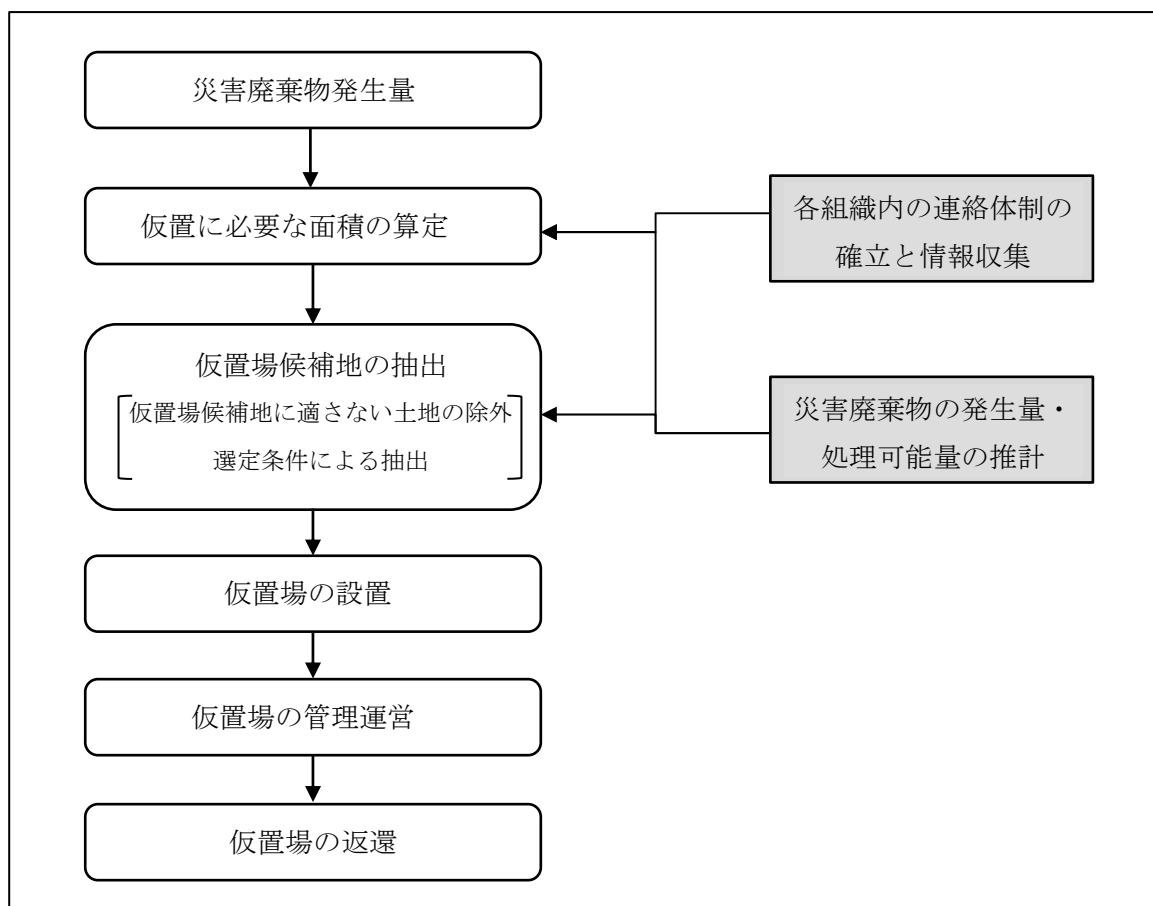 災害廃棄物発生量
仮置に必要な面積の算定
仮置場候補地の抽出
仮置場候補地に適さない土地の除外
選定条件による抽出
仮置場の設置
仮置場の管理運営
仮置場の返還
各組織内の連絡体制の
確立と情報収集
災害廃棄物の発生量・
処理可能量の推計